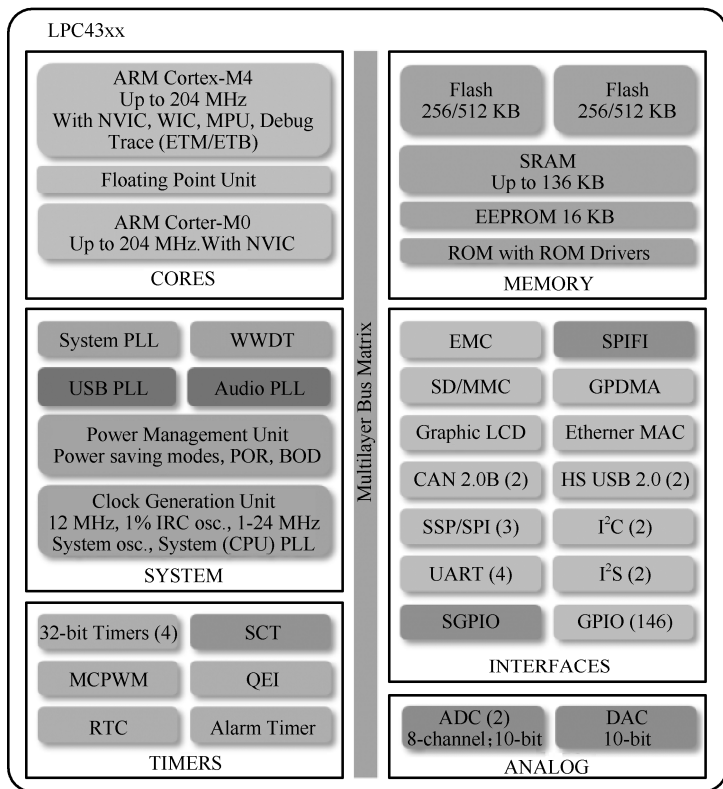 LPC43xx
ARM Cortex-M4
Up to 204 MHz
With NVIC, WIC, MPU, Debug
Trace (ETM/ETB)
Floating Point Unit
ARM Corter-M0
Up to 204 MHz.With NVIC
CORES
System PLL
WWDT
USB PLL
Audio PLL
Power Management Unit
Power saving modes, POR, BOD
Clock Generation Unit
12 MHz, 1% IRC osc., 1-24 MHz
System osc., System (CPU) PLL
SYSTEM
32-bit Timers (4)
SCT
MCPWM
QEI
RTC
Alarm Timer
TIMERS
Multilayer Bus Matrix
Flash
256/512 KB
Flash
256/512 KB
SRAM
Up to 136 KB
EEPROM 16 KB
ROM with ROM Drivers
MEMORY
EMC
SPIFI
SD/MMC
GPDMA
Graphic LCD
Etherner MAC
CAN 2.0B (2)
HS USB 2.0 (2)
SSP/SPI (3)
I²C (2)
UART (4)
I²S (2)
SGPIO
GPIO (146)
INTERFACES
ADC (2)
8-channel;10-bit
DAC
10-bit
ANALOG